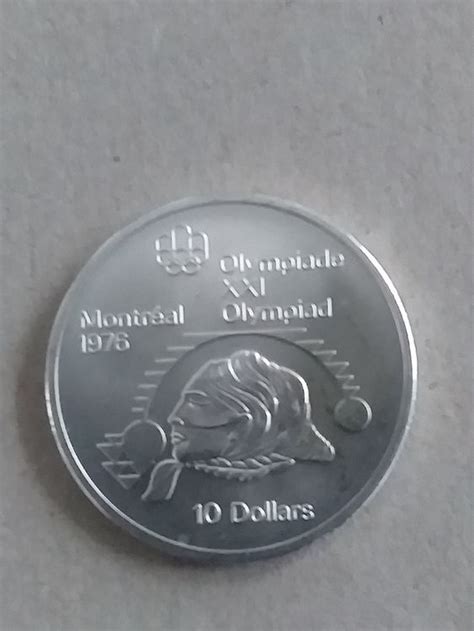 Olympiade
XXI
Montréal Olympiad
1976
10 Dollars